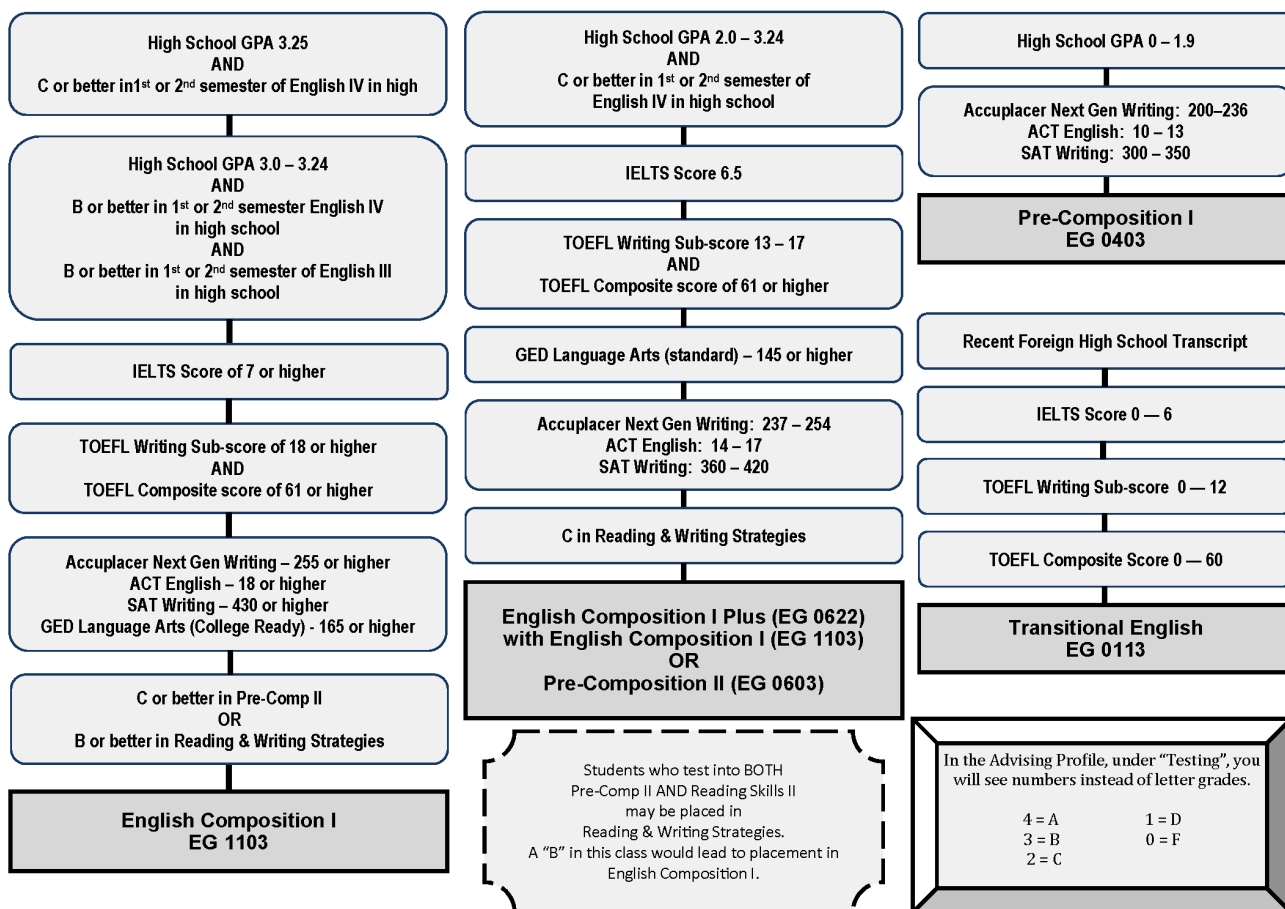 High School GPA 3.25
AND
C or better in1st or 2nd semester of English IV in high
High School GPA 3.0 – 3.24
AND
B or better in 1st or 2nd semester English IV
in high school
AND
B or better in 1st or 2nd semester of English III
in high school
IELTS Score of 7 or higher
TOEFL Writing Sub-score of 18 or higher
AND
TOEFL Composite score of 61 or higher
Accuplacer Next Gen Writing – 255 or higher
ACT English – 18 or higher
SAT Writing – 430 or higher
GED Language Arts (College Ready) - 165 or higher
C or better in Pre-Comp II
OR
B or better in Reading & Writing Strategies
English Composition I
EG 1103
High School GPA 2.0 – 3.24
AND
C or better in 1st or 2nd semester of
English IV in high school
IELTS Score 6.5
TOEFL Writing Sub-score 13 – 17
AND
TOEFL Composite score of 61 or higher
GED Language Arts (standard) – 145 or higher
Accuplacer Next Gen Writing: 237 – 254
ACT English: 14 – 17
SAT Writing: 360 – 420
C in Reading & Writing Strategies
English Composition I Plus (EG 0622)
with English Composition I (EG 1103)
OR
Pre-Composition II (EG 0603)
Students who test into BOTH
Pre-Comp II AND Reading Skills II
may be placed in
Reading & Writing Strategies.
A “B” in this class would lead to placement in
English Composition I.
High School GPA 0 – 1.9
Accuplacer Next Gen Writing: 200–236
ACT English: 10 – 13
SAT Writing: 300 – 350
Pre-Composition I
EG 0403
Recent Foreign High School Transcript
IELTS Score 0 — 6
TOEFL Writing Sub-score 0 — 12
TOEFL Composite Score 0 — 60
Transitional English
EG 0113
In the Advising Profile, under “Testing”, you
will see numbers instead of letter grades.
4 = A 1 = D
3 = B 0 = F
2 = C